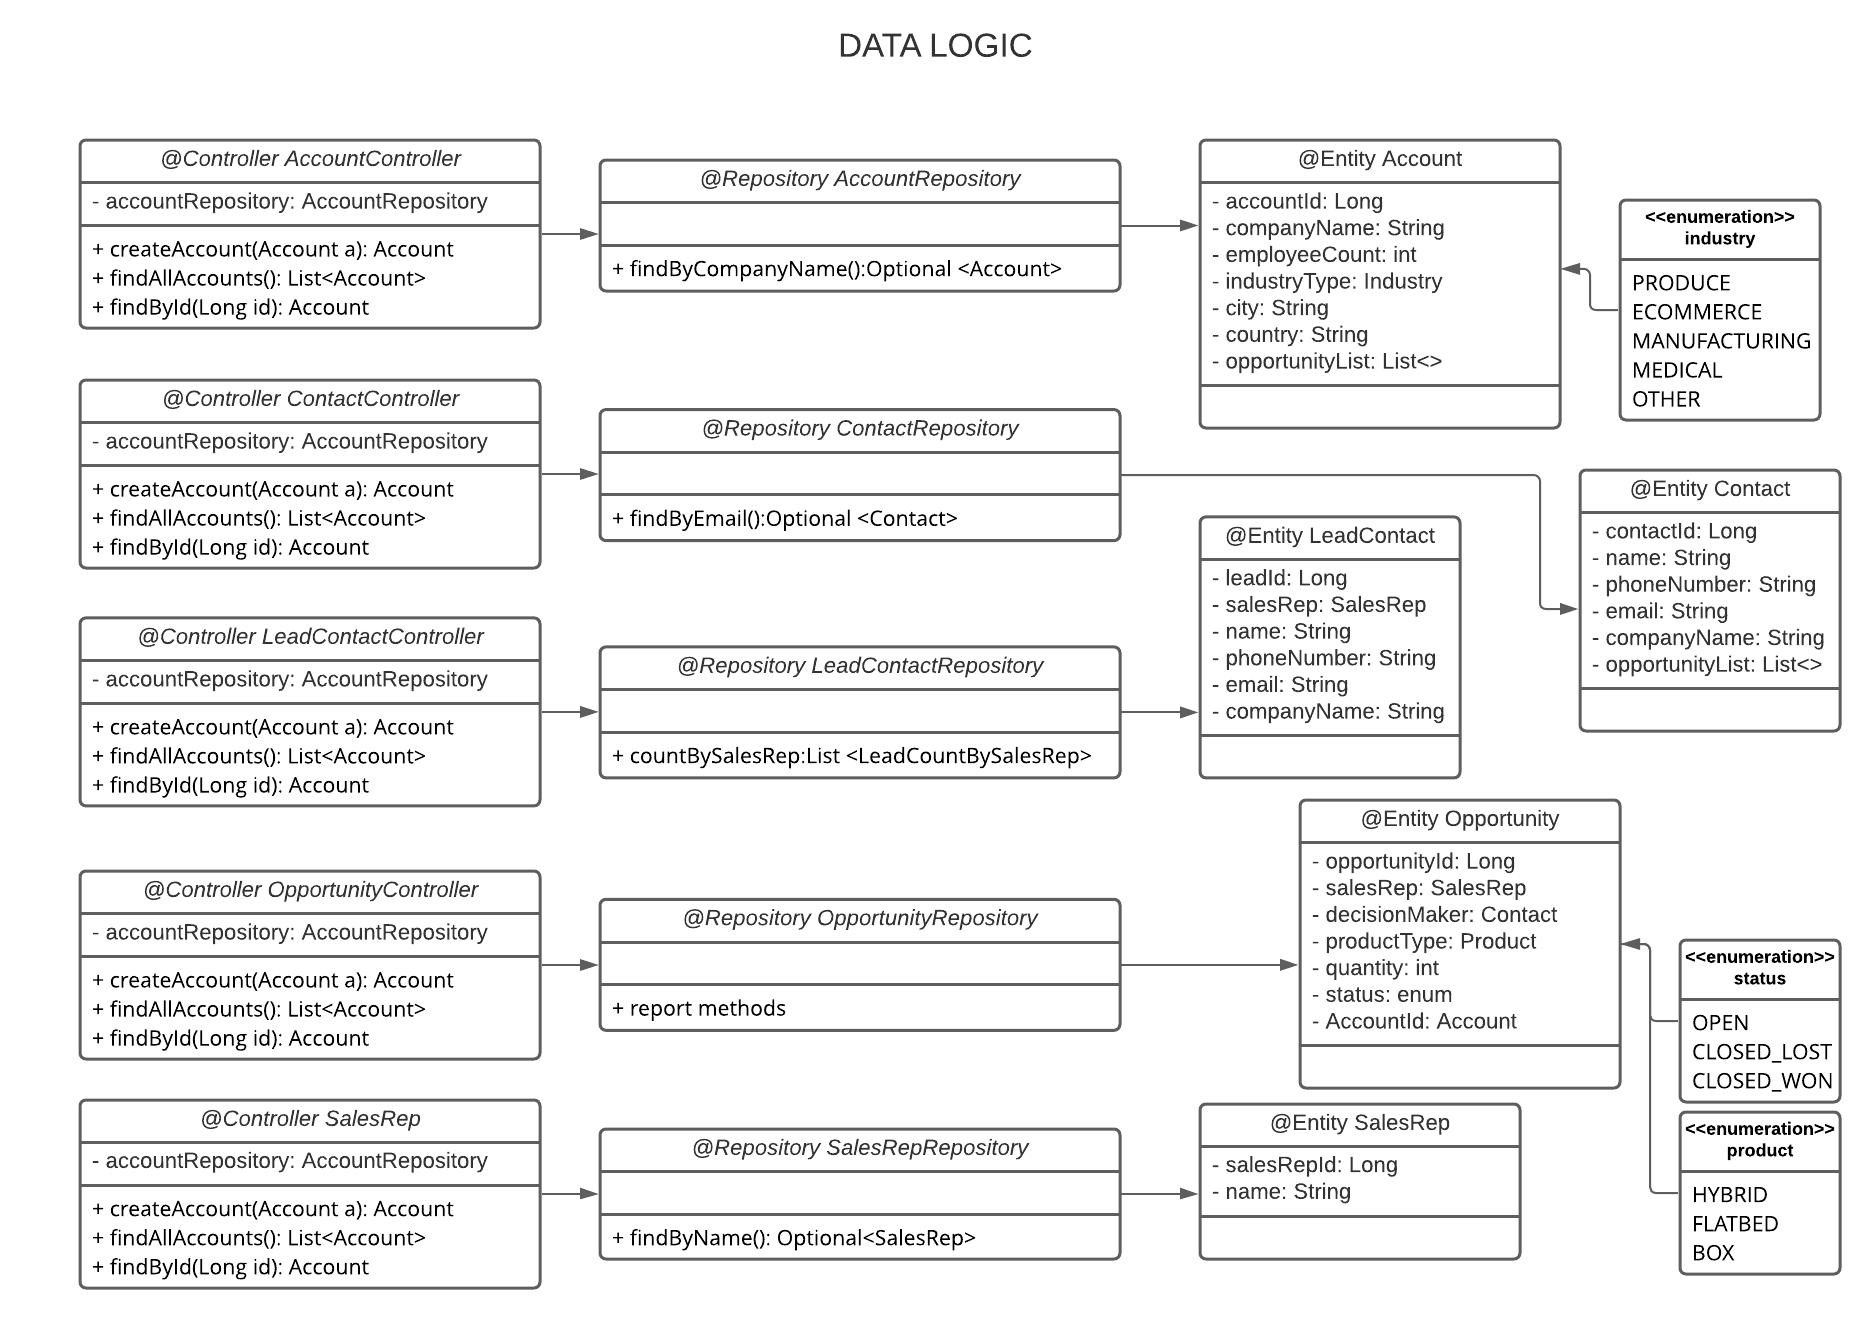 DATA LOGIC
@Controller AccountController
- accountRepository: AccountRepository
+ createAccount(Account a): Account
+ findAllAccounts(): List<Account>
+ findById(Long id): Account
@Repository AccountRepository
+ findByCompanyName():Optional <Account>
@Entity Account
- accountId: Long
- companyName: String
- employeeCount: int
- industryType: Industry
- city: String
- country: String
- opportunityList: List<>
<<enumeration>>
industry
PRODUCE
ECOMMERCE
MANUFACTURING
MEDICAL
OTHER
@Controller ContactController
- accountRepository: AccountRepository
+ createAccount(Account a): Account
+ findAllAccounts(): List<Account>
+ findById(Long id): Account
@Repository ContactRepository
+ findByEmail():Optional <Contact>
@Entity Contact
- contactId: Long
- name: String
- phoneNumber: String
- email: String
- companyName: String
- opportunityList: List<>
@Controller LeadContactController
- accountRepository: AccountRepository
+ createAccount(Account a): Account
+ findAllAccounts(): List<Account>
+ findById(Long id): Account
@Repository LeadContactRepository
+ countBySalesRep:List <LeadCountBySalesRep>
@Entity LeadContact
- leadId: Long
- salesRep: SalesRep
- name: String
- phoneNumber: String
- email: String
- companyName: String
@Controller OpportunityController
- accountRepository: AccountRepository
+ createAccount(Account a): Account
+ findAllAccounts(): List<Account>
+ findById(Long id): Account
@Repository OpportunityRepository
+ report methods
@Entity Opportunity
- opportunityId: Long
- salesRep: SalesRep
- decisionMaker: Contact
- productType: Product
- quantity: int
- status: enum
- AccountId: Account
<<enumeration>>
status
OPEN
CLOSED_LOST
CLOSED_WON
<<enumeration>>
product
HYBRID
FLATBED
BOX
@Controller SalesRep
- accountRepository: AccountRepository
+ createAccount(Account a): Account
+ findAllAccounts(): List<Account>
+ findById(Long id): Account
@Repository SalesRepRepository
+ findByName(): Optional<SalesRep>
@Entity SalesRep
- salesRepId: Long
- name: String